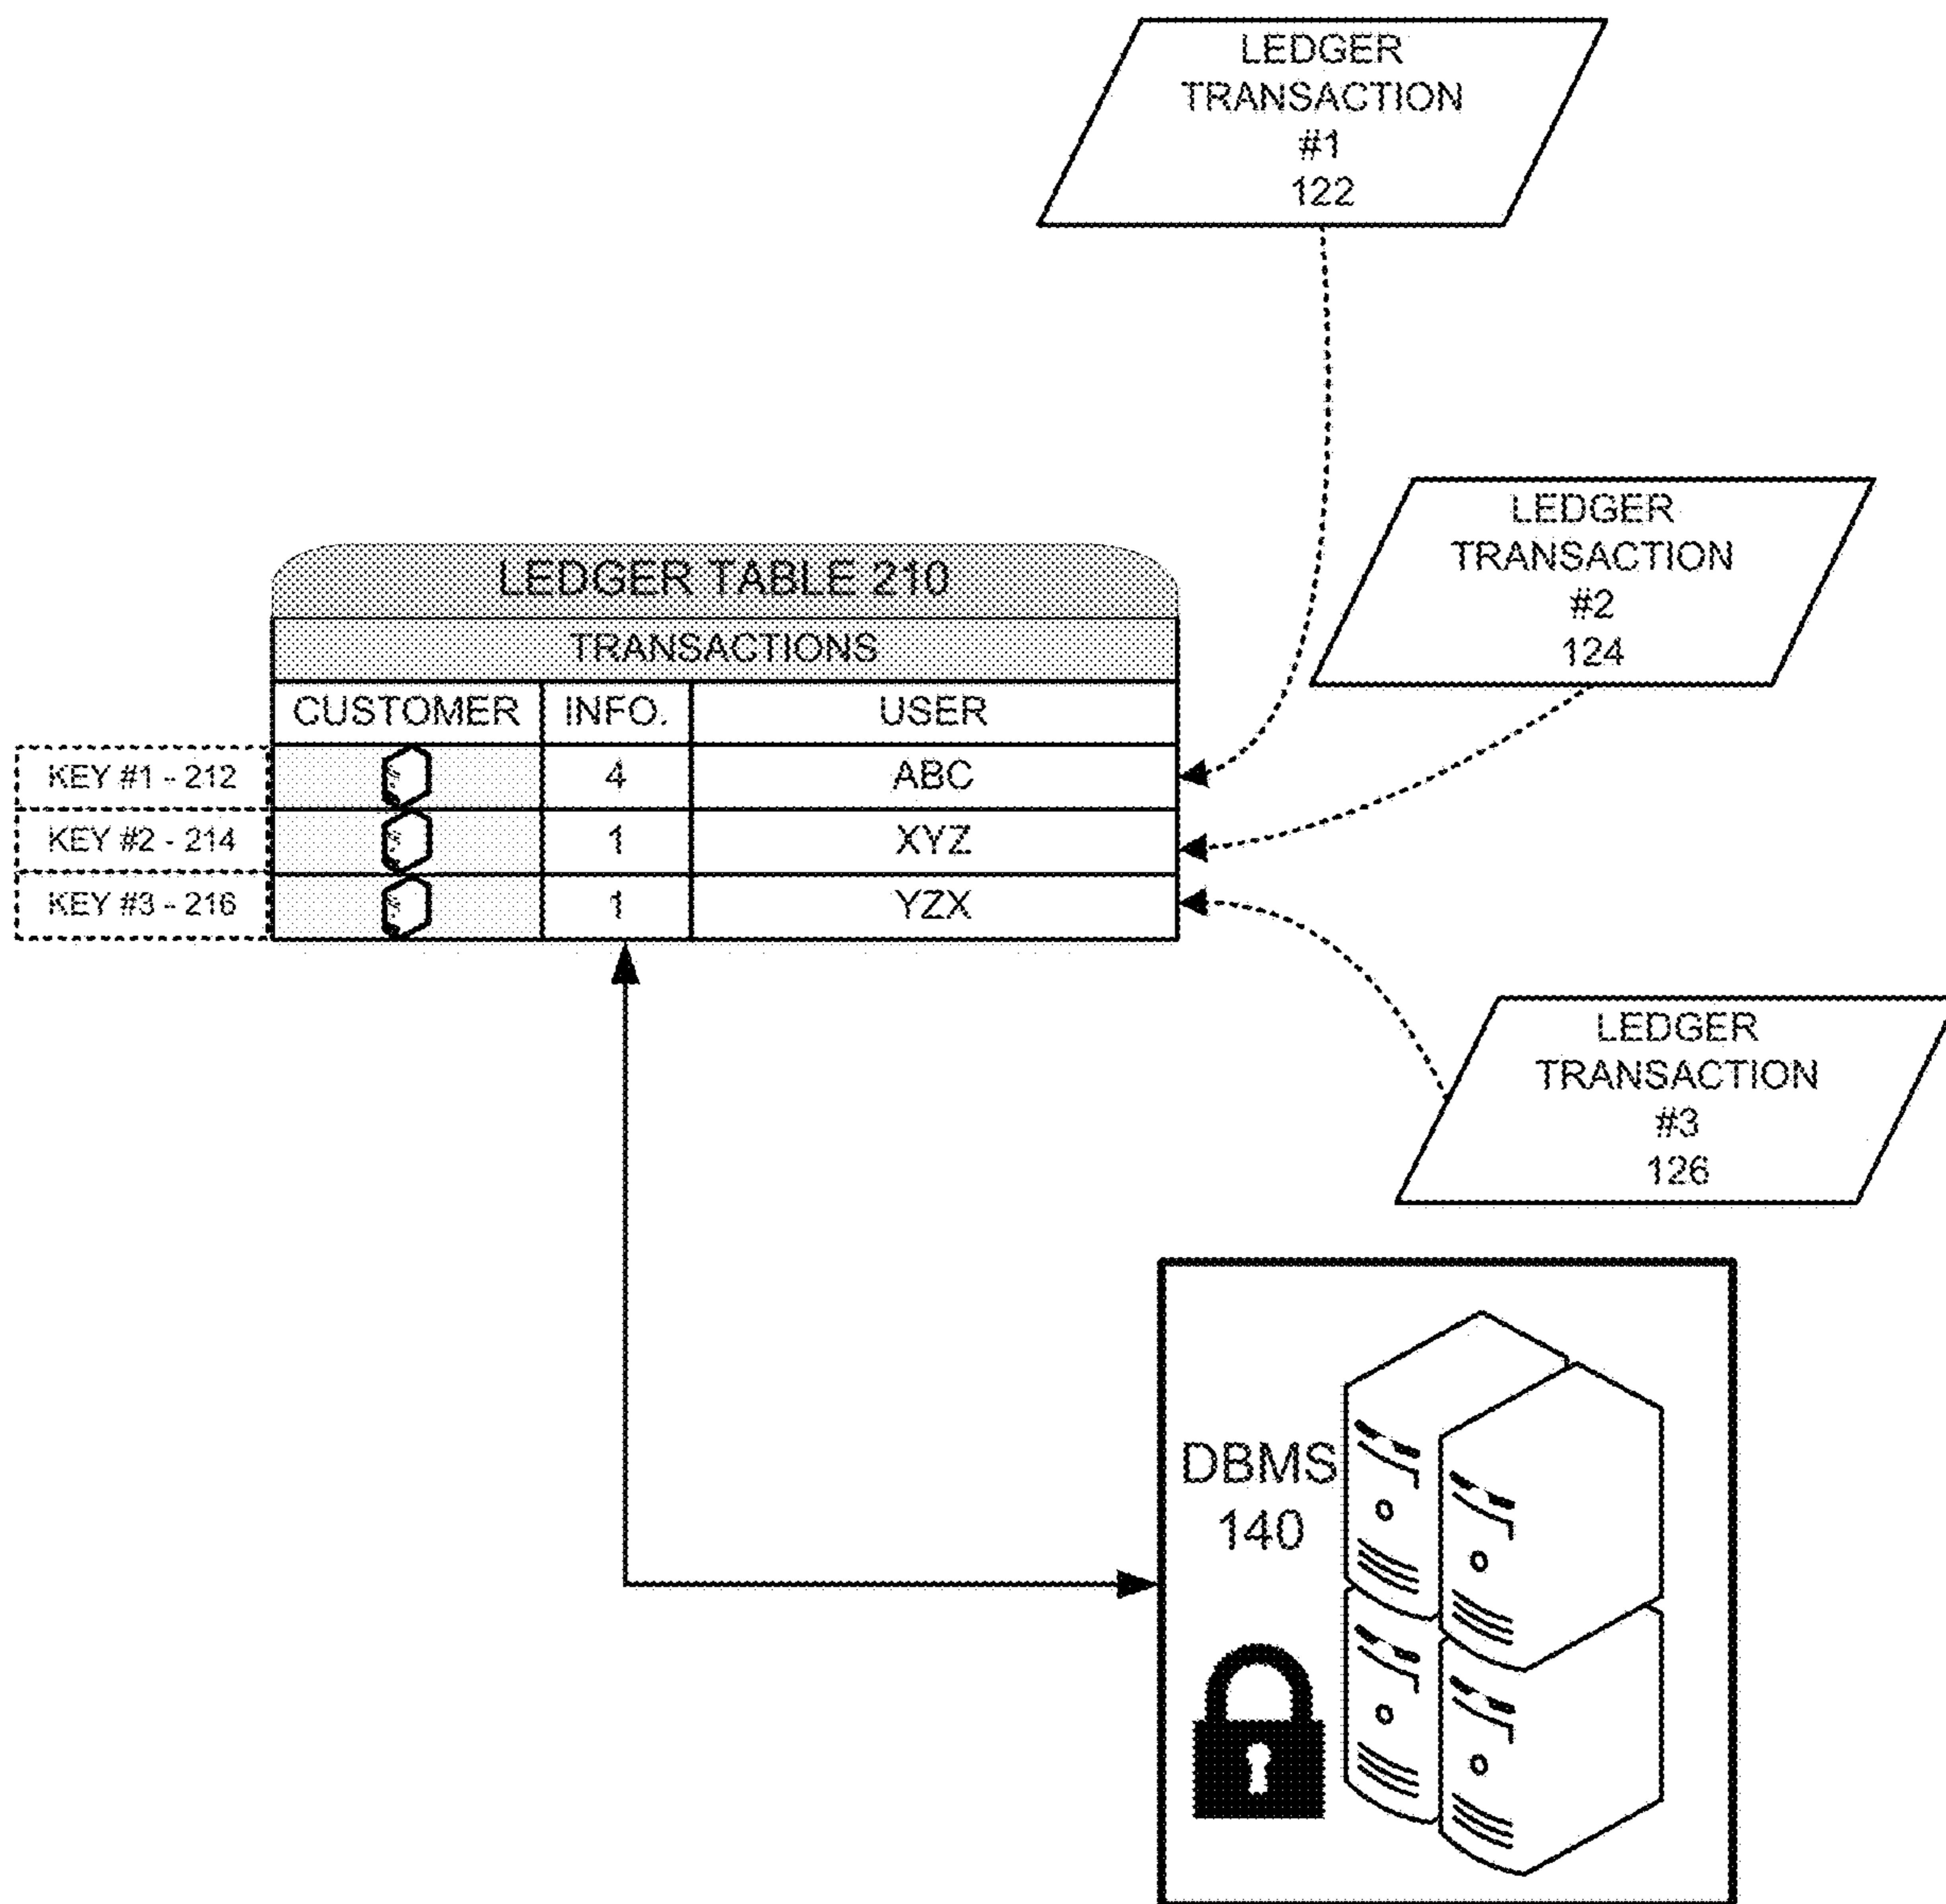 LEDGER
TRANSACTION
#1
122
LEDGER
TRANSACTION
#2
124
LEDGER TABLE 210
TRANSACTIONS
CUSTOMER INFO. USER
KEY #1 - 212 4 ABC
KEY #2 - 214 1 XYZ
KEY #3 - 216 1 YZX
LEDGER
TRANSACTION
#3
126
DBMS
140